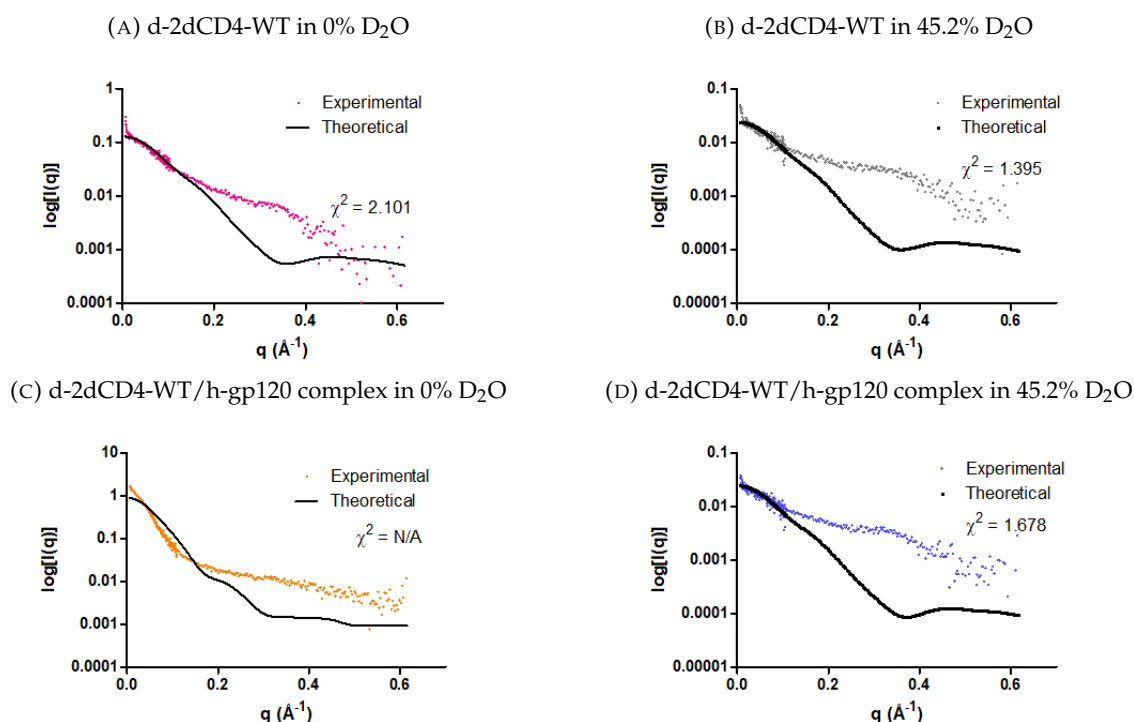 (A) d-2dCD4-WT in 0% D₂O
1
0.1
0.01
0.001
0.0001
log[I(q)]
Experimental
Theoretical
χ² = 2.101
0.0
0.2
0.4
0.6
q (Å⁻¹)
(B) d-2dCD4-WT in 45.2% D₂O
0.1
0.01
0.001
0.0001
0.00001
log[I(q)]
Experimental
Theoretical
χ² = 1.395
0.0
0.2
0.4
0.6
q (Å⁻¹)
(C) d-2dCD4-WT/h-gp120 complex in 0% D₂O
10
1
0.1
0.01
0.001
0.0001
log[I(q)]
Experimental
Theoretical
χ² = N/A
0.0
0.2
0.4
0.6
q (Å⁻¹)
(D) d-2dCD4-WT/h-gp120 complex in 45.2% D₂O
0.1
0.01
0.001
0.0001
0.00001
log[I(q)]
Experimental
Theoretical
χ² = 1.678
0.0
0.2
0.4
0.6
q (Å⁻¹)